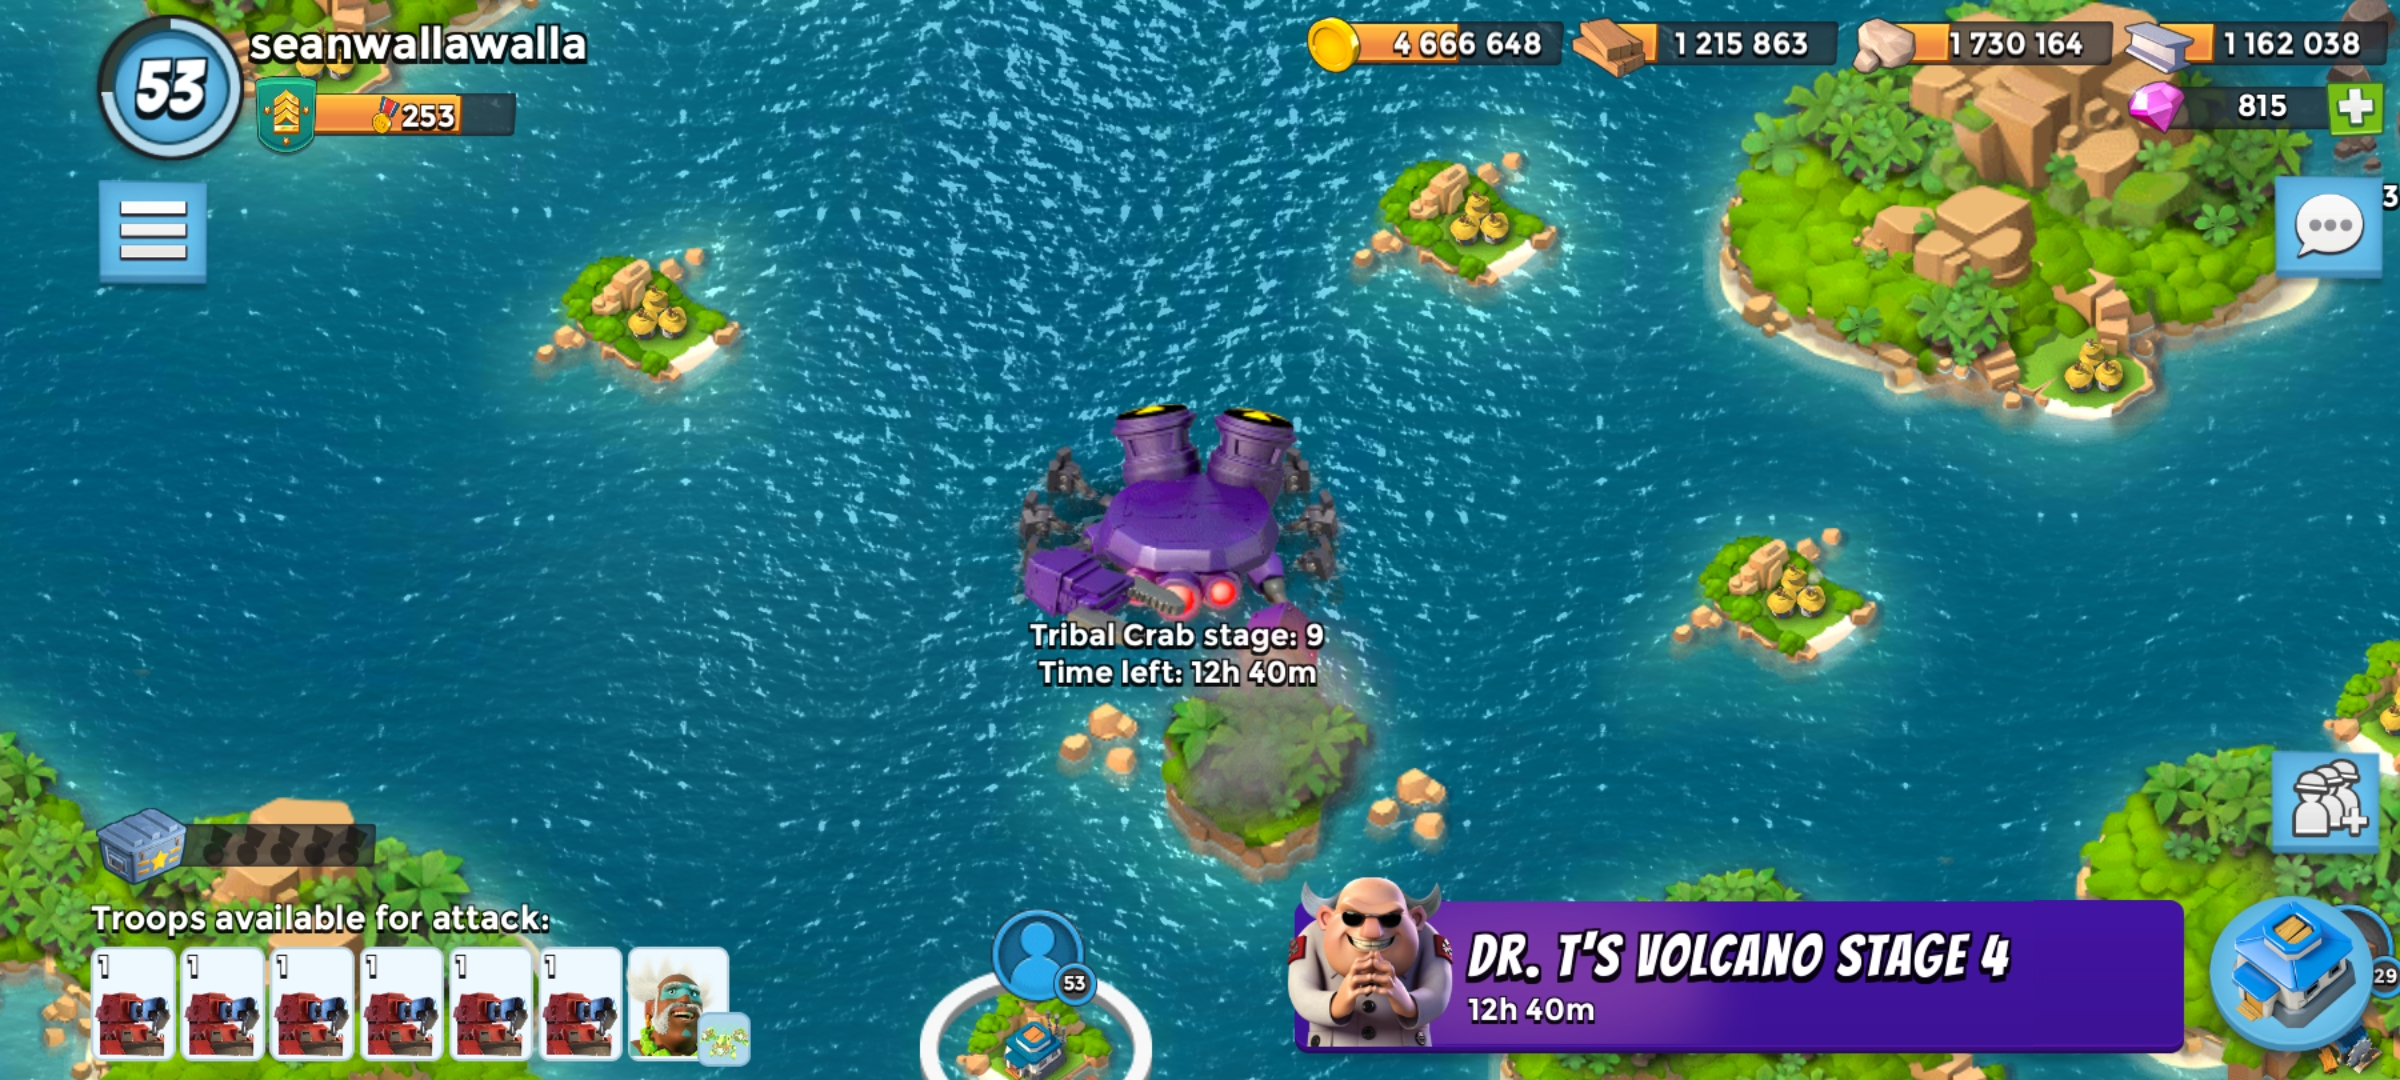 53
seanwallawalla
253
4 666 648
1 215 863
1 730 164
1 162 038
815
3
Tribal Crab stage: 9
Time left: 12h 40m
Troops available for attack:
1
1
1
1
1
1
53
DR. T'S VOLCANO STAGE 4
12h 40m
29